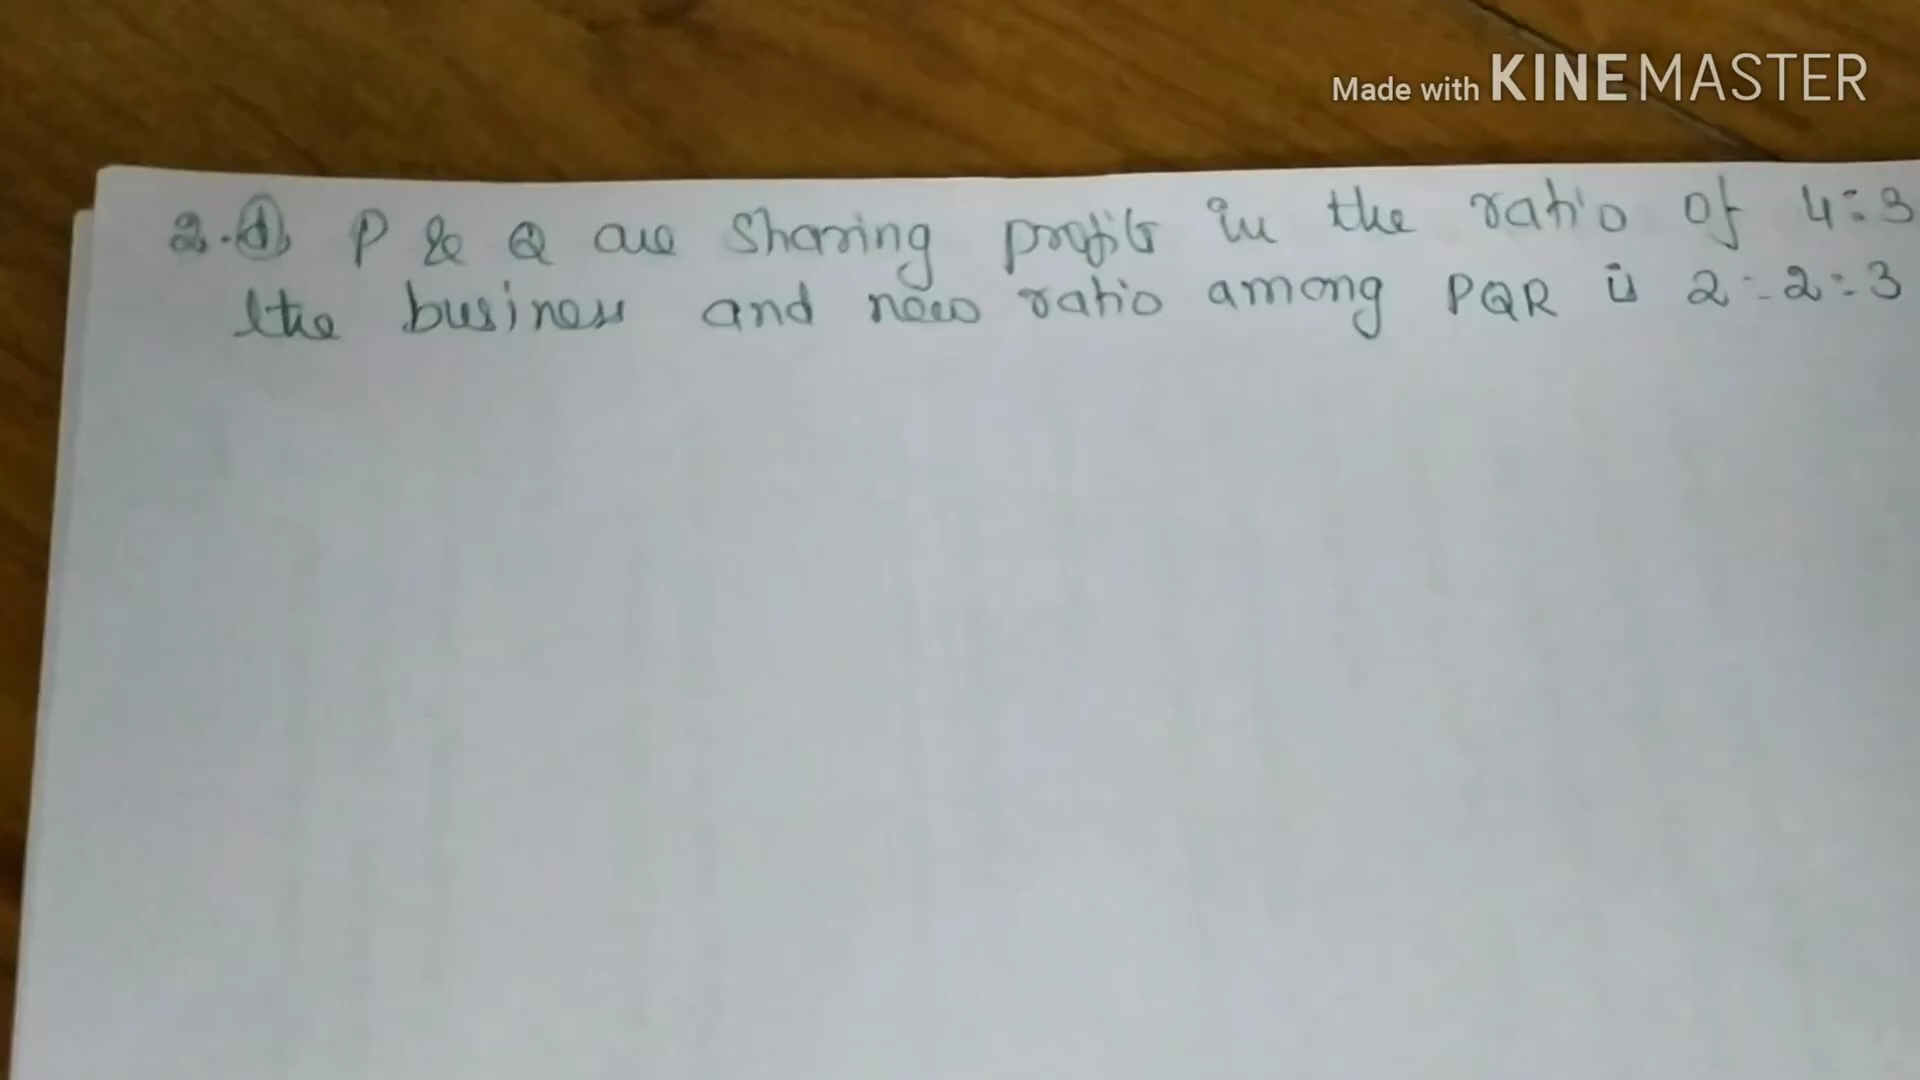 Made with KINEMASTER
2.d, P & Q are sharing profits in the ratio of 4:3
the business and new ratio among PQR is 2:2:3